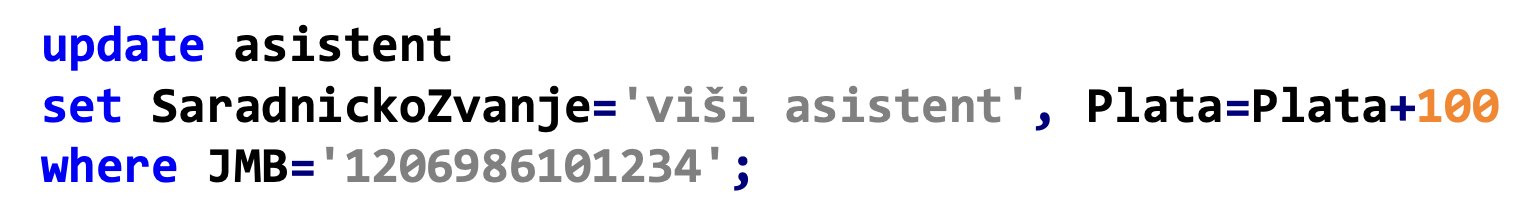 update asistent
set SaradnickoZvanje='viši asistent', Plata=Plata+100
where JMB='1206986101234';